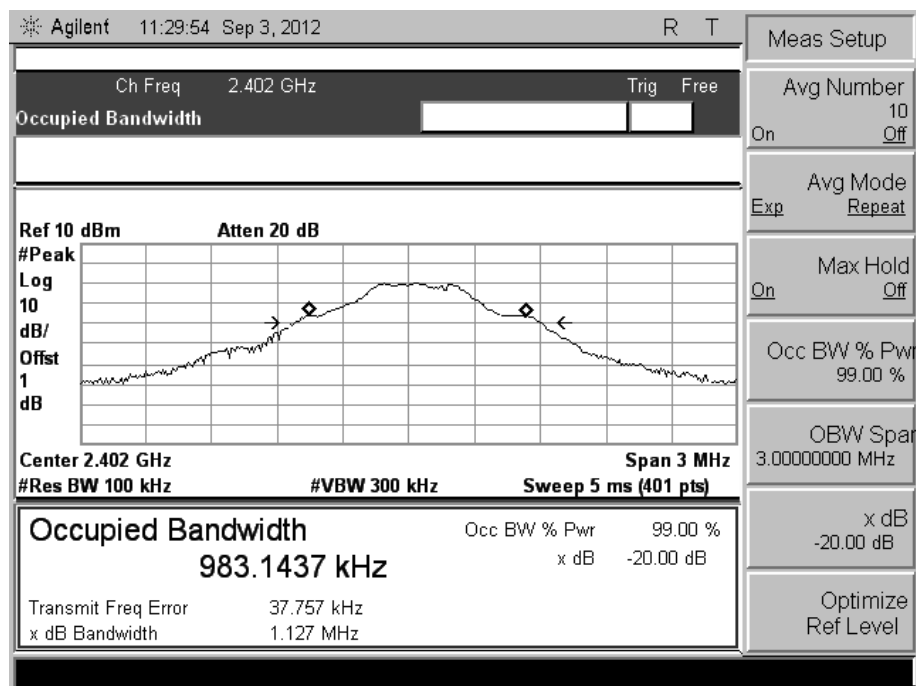 Agilent 11:29:54 Sep 3, 2012 R T
Meas Setup
Ch Freq 2.402 GHz Trig Free
Occupied Bandwidth
Avg Number
10
On Off
Avg Mode
Exp Repeat
Ref 10 dBm Atten 20 dB
#Peak
Log
10
dB/
Offst
1
dB
Max Hold
On Off
Occ BW % Pwr
99.00 %
OBW Span
3.00000000 MHz
Center 2.402 GHz Span 3 MHz
#Res BW 100 kHz #VBW 300 kHz Sweep 5 ms (401 pts)
Occupied Bandwidth
983.1437 kHz
Occ BW % Pwr 99.00 %
x dB -20.00 dB
Transmit Freq Error 37.757 kHz
x dB Bandwidth 1.127 MHz
x dB
-20.00 dB
Optimize
Ref Level